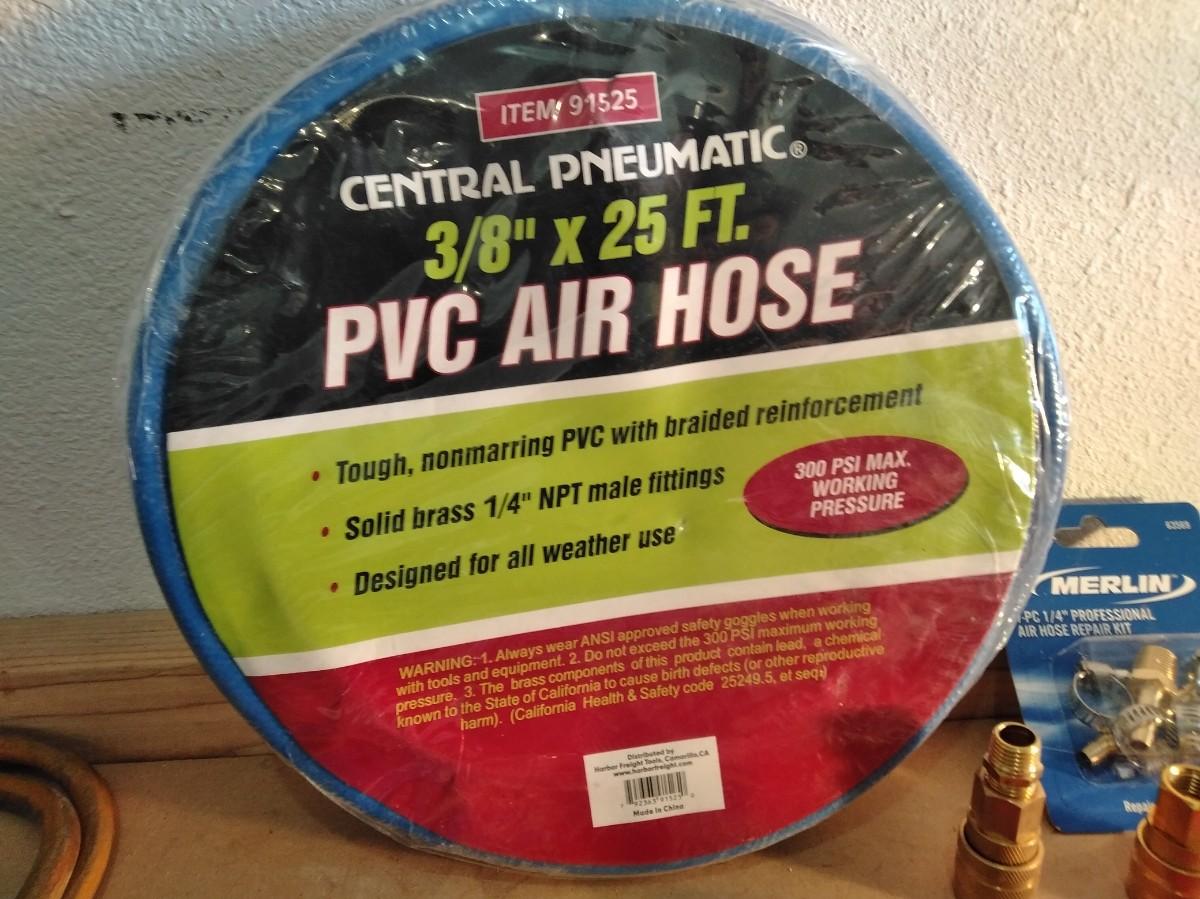 ITEM 91525
CENTRAL PNEUMATIC®
3/8" x 25 FT.
PVC AIR HOSE
• Tough, nonmarring PVC with braided reinforcement
• Solid brass 1/4" NPT male fittings
• Designed for all weather use
300 PSI MAX.
WORKING
PRESSURE
WARNING: 1. Always wear ANSI approved safety goggles when working
with tools and equipment. 2. Do not exceed the 300 PSI maximum working
pressure. 3. The brass components of this product contain lead, a chemical
known to the State of California to cause birth defects (or other reproductive
harm). (California Health & Safety code 25249.5, et seq.)
Distributed by
Harbor Freight Tools, Camarillo, CA
www.harborfreight.com
7 92363 91525 0
Made in China
MERLIN
-PC 1/4" PROFESSIONAL
AIR HOSE REPAIR KIT